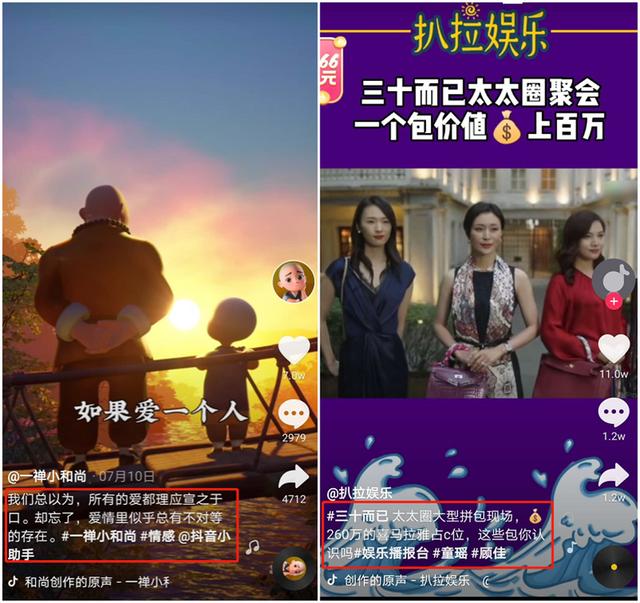 如果爱一个人
7.8w
2979
4712
@一禅小和尚 · 07月10日
我们总以为，所有的爱都理应宣之于
口。却忘了，爱情里似乎总有不对等
的存在。#一禅小和尚 #情感 @抖音小
助手
和尚创作的原声 - 一禅小
扒拉娱乐
66
元
三十而已太太圈聚会
一个包价值💰上百万
11.0w
1.2w
1.2w
@扒拉娱乐
#三十而已 太太圈大型拼包现场，💰
260万的喜马拉雅占c位，这些包你认
识吗#娱乐播报台 #童瑶 #顾佳
创作的原声 - 扒拉娱乐